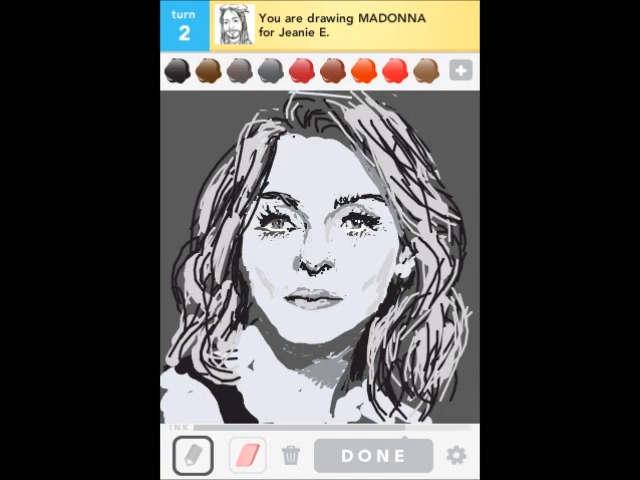 turn
2
You are drawing MADONNA
for Jeanie E.
INK
DONE